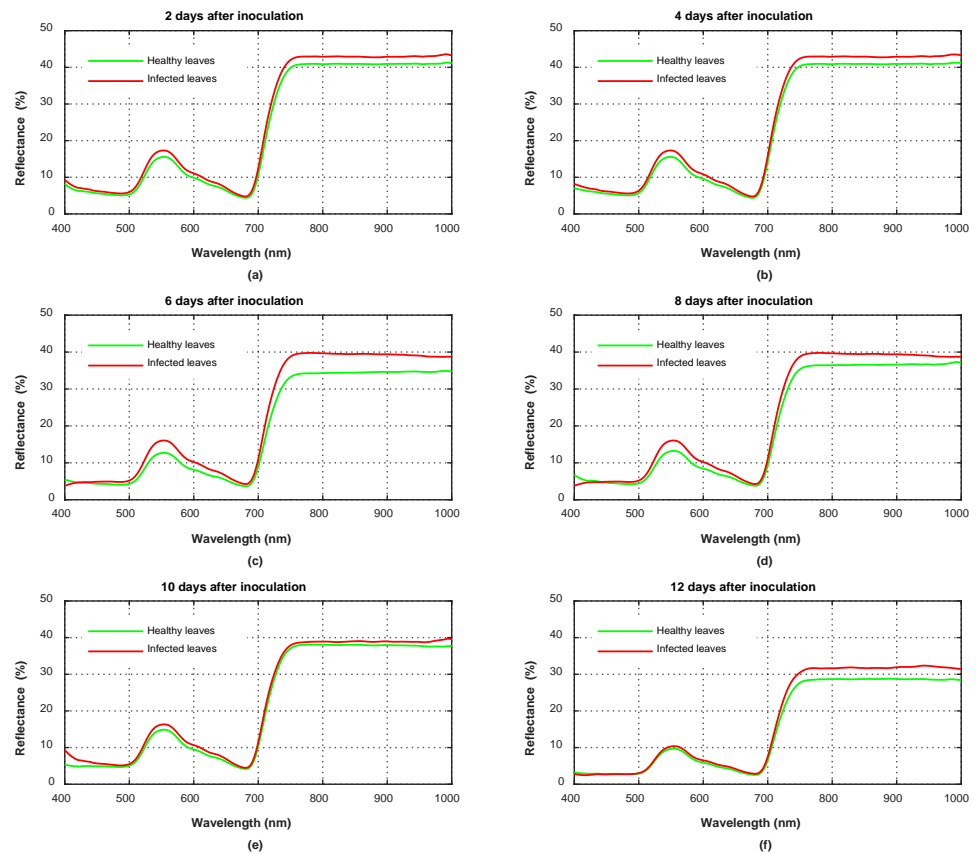 2 days after inoculation
50
40
30
20
10
0
Reflectance (%)
Healthy leaves
Infected leaves
400 500 600 700 800 900 1000
Wavelength (nm)
(a)
4 days after inoculation
50
40
30
20
10
0
Reflectance (%)
Healthy leaves
Infected leaves
400 500 600 700 800 900 1000
Wavelength (nm)
(b)
6 days after inoculation
50
40
30
20
10
0
Reflectance (%)
Healthy leaves
Infected leaves
400 500 600 700 800 900 1000
Wavelength (nm)
(c)
8 days after inoculation
50
40
30
20
10
0
Reflectance (%)
Healthy leaves
Infected leaves
400 500 600 700 800 900 1000
Wavelength (nm)
(d)
10 days after inoculation
50
40
30
20
10
0
Reflectance (%)
Healthy leaves
Infected leaves
400 500 600 700 800 900 1000
Wavelength (nm)
(e)
12 days after inoculation
50
40
30
20
10
0
Reflectance (%)
Healthy leaves
Infected leaves
400 500 600 700 800 900 1000
Wavelength (nm)
(f)